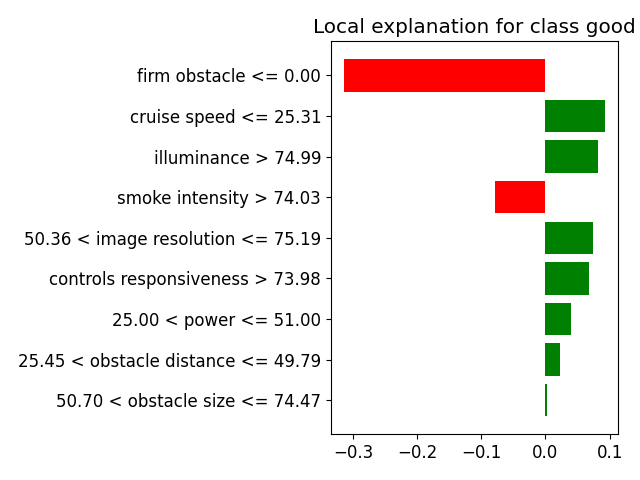 Local explanation for class good
firm obstacle <= 0.00
cruise speed <= 25.31
illuminance > 74.99
smoke intensity > 74.03
50.36 < image resolution <= 75.19
controls responsiveness > 73.98
25.00 < power <= 51.00
25.45 < obstacle distance <= 49.79
50.70 < obstacle size <= 74.47
−0.3 −0.2 −0.1 0.0 0.1